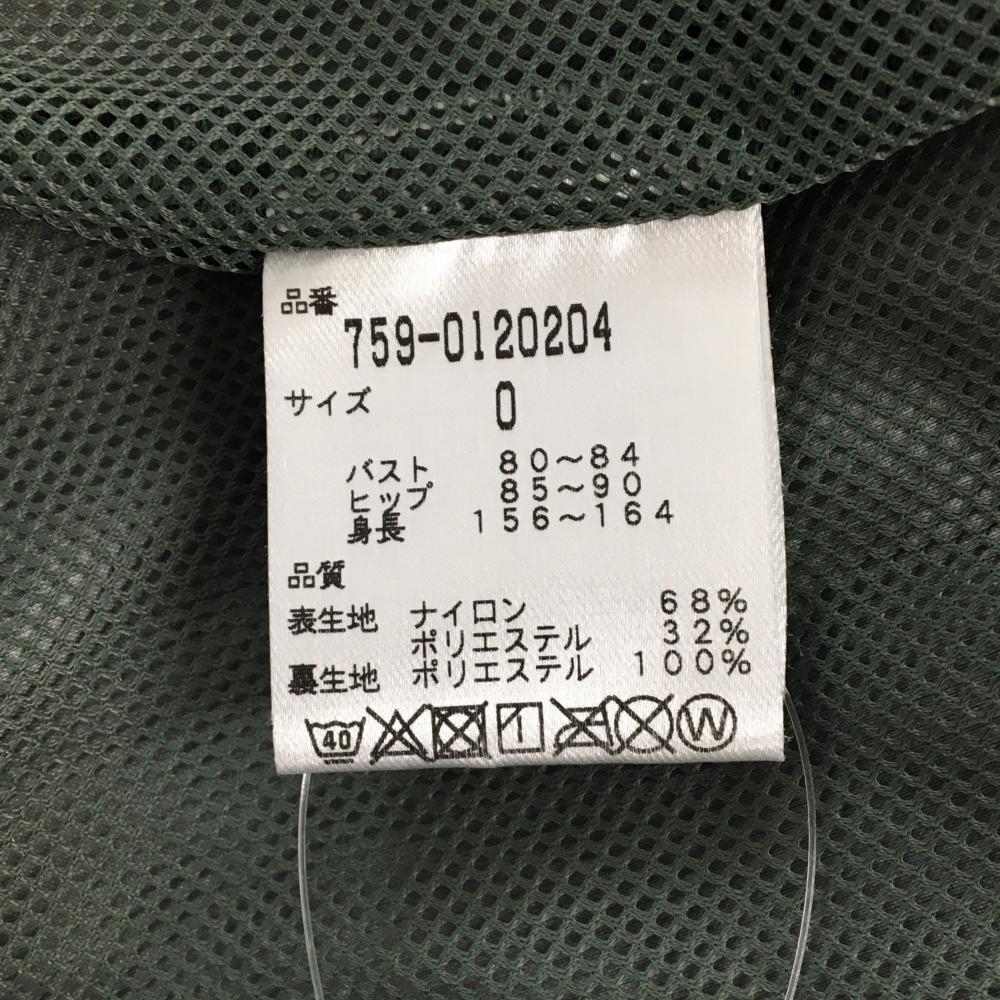 品番
759-0120204
サイズ 0
バスト 80～84
ヒップ 85～90
身長 156～164
品質
表生地 ナイロン 68%
ポリエステル 32%
裏生地 ポリエステル 100%
40 W